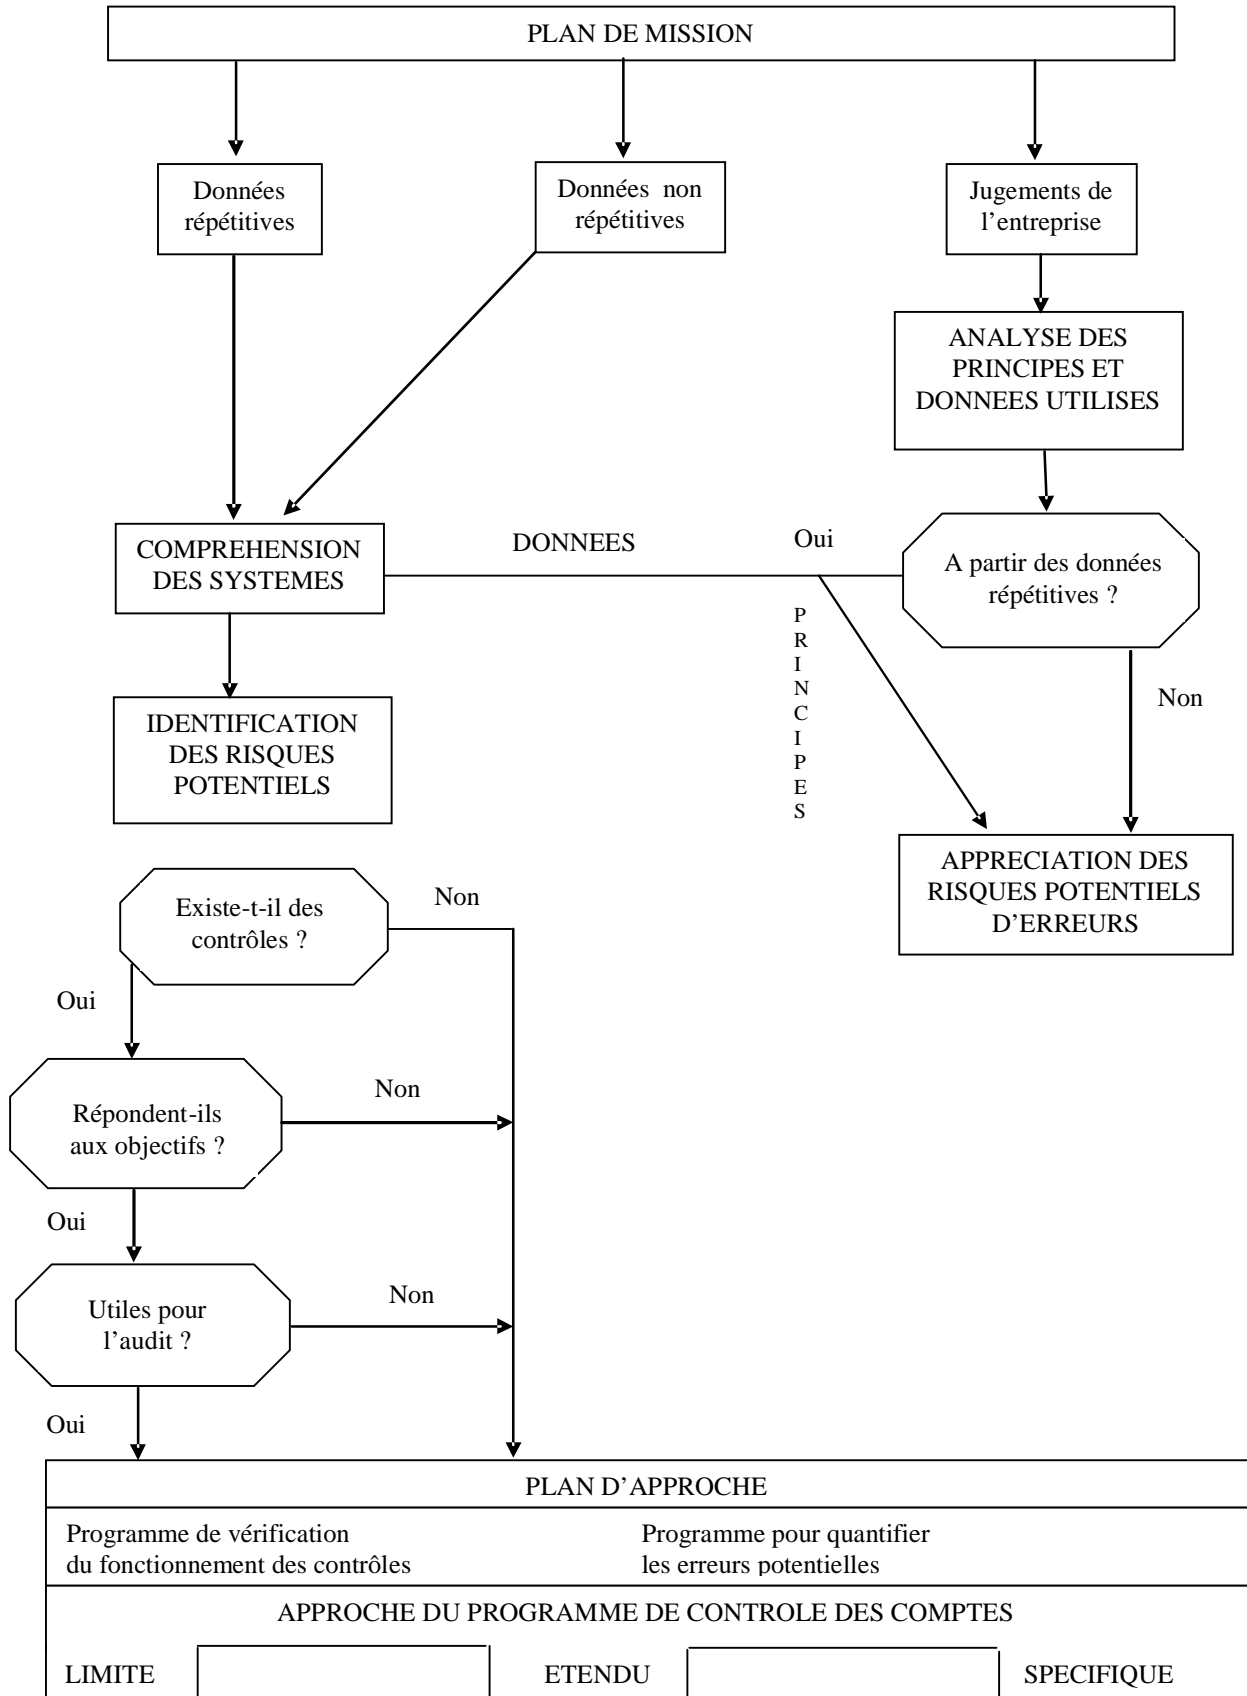 PLAN DE MISSION
Données
répétitives
Données non
répétitives
Jugements de
l’entreprise
ANALYSE DES
PRINCIPES ET
DONNEES UTILISES
COMPREHENSION
DES SYSTEMES
DONNEES
Oui
A partir des données
répétitives ?
P
R
I
N
C
I
P
E
S
Non
IDENTIFICATION
DES RISQUES
POTENTIELS
APPRECIATION DES
RISQUES POTENTIELS
D’ERREURS
Existe-t-il des
contrôles ?
Non
Oui
Répondent-ils
aux objectifs ?
Non
Oui
Utiles pour
l’audit ?
Non
Oui
PLAN D’APPROCHE
Programme de vérification
du fonctionnement des contrôles
Programme pour quantifier
les erreurs potentielles
APPROCHE DU PROGRAMME DE CONTROLE DES COMPTES
LIMITE
ETENDU
SPECIFIQUE